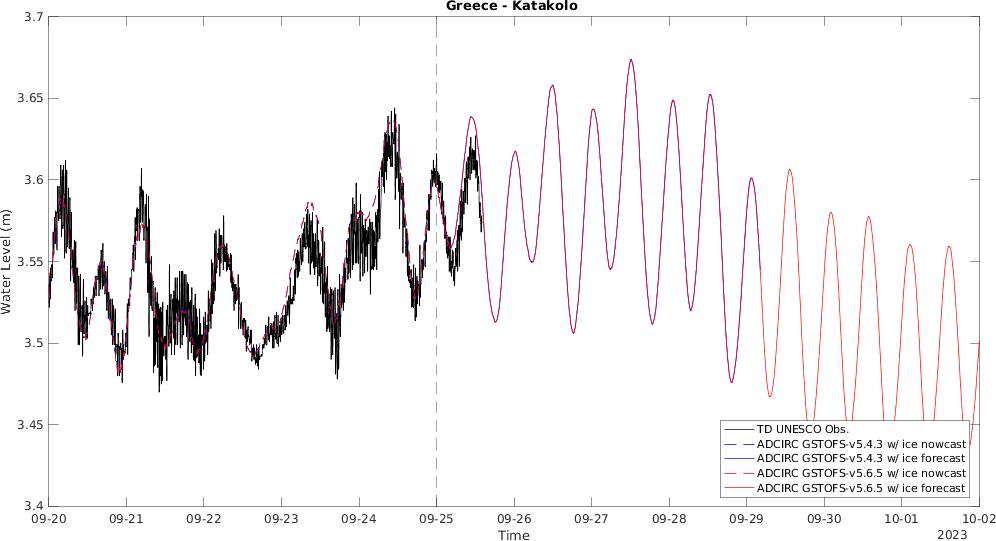 Greece - Katakolo
3.7
3.65
3.6
3.55
3.5
3.45
3.4
Water Level (m)
09-20 09-21 09-22 09-23 09-24 09-25 09-26 09-27 09-28 09-29 09-30 10-01 10-02
Time
2023
TD UNESCO Obs.
ADCIRC GSTOFS-v5.4.3 w/ ice nowcast
ADCIRC GSTOFS-v5.4.3 w/ ice forecast
ADCIRC GSTOFS-v5.6.5 w/ ice nowcast
ADCIRC GSTOFS-v5.6.5 w/ ice forecast